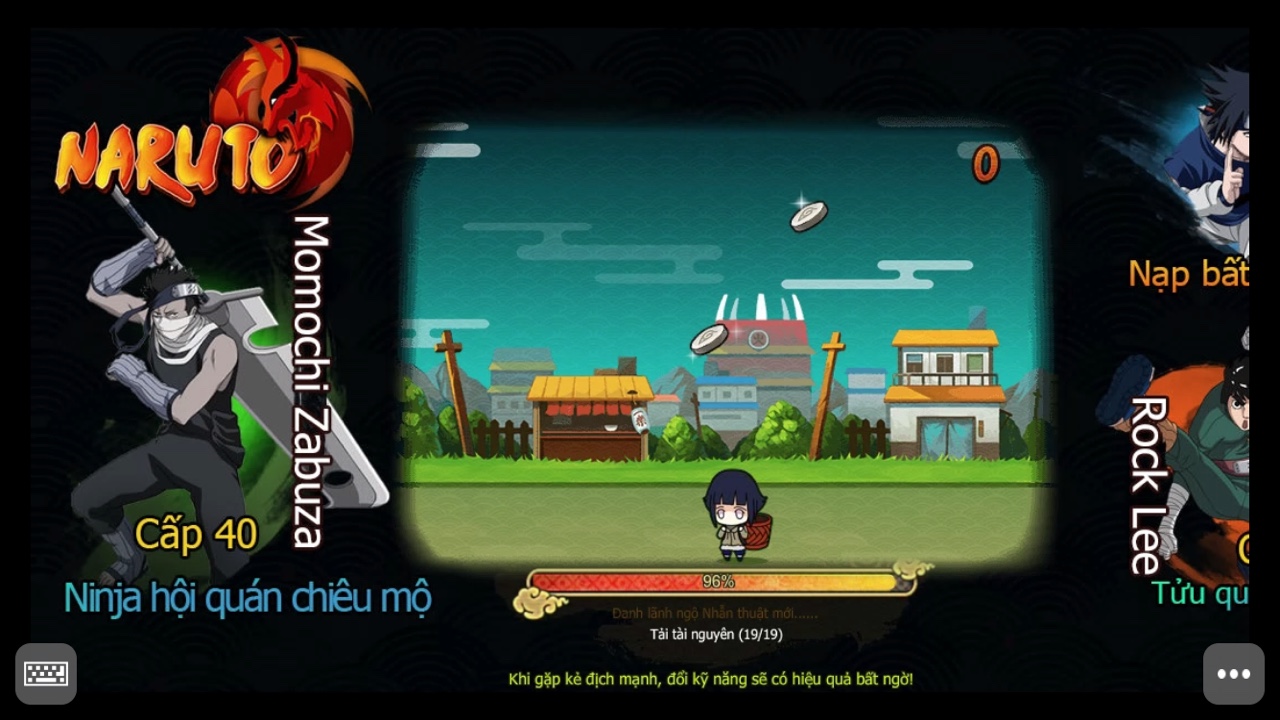 NARUTO
Momochi Zabuza
Cấp 40
Ninja hội quán chiêu mộ
0
96%
Danh lãnh ngộ Nhẫn thuật mới......
Tải tài nguyên (19/19)
Khi gặp kẻ địch mạnh, đổi kỹ năng sẽ có hiệu quả bất ngờ!
Nạp bất
Rock Lee
Tửu qu